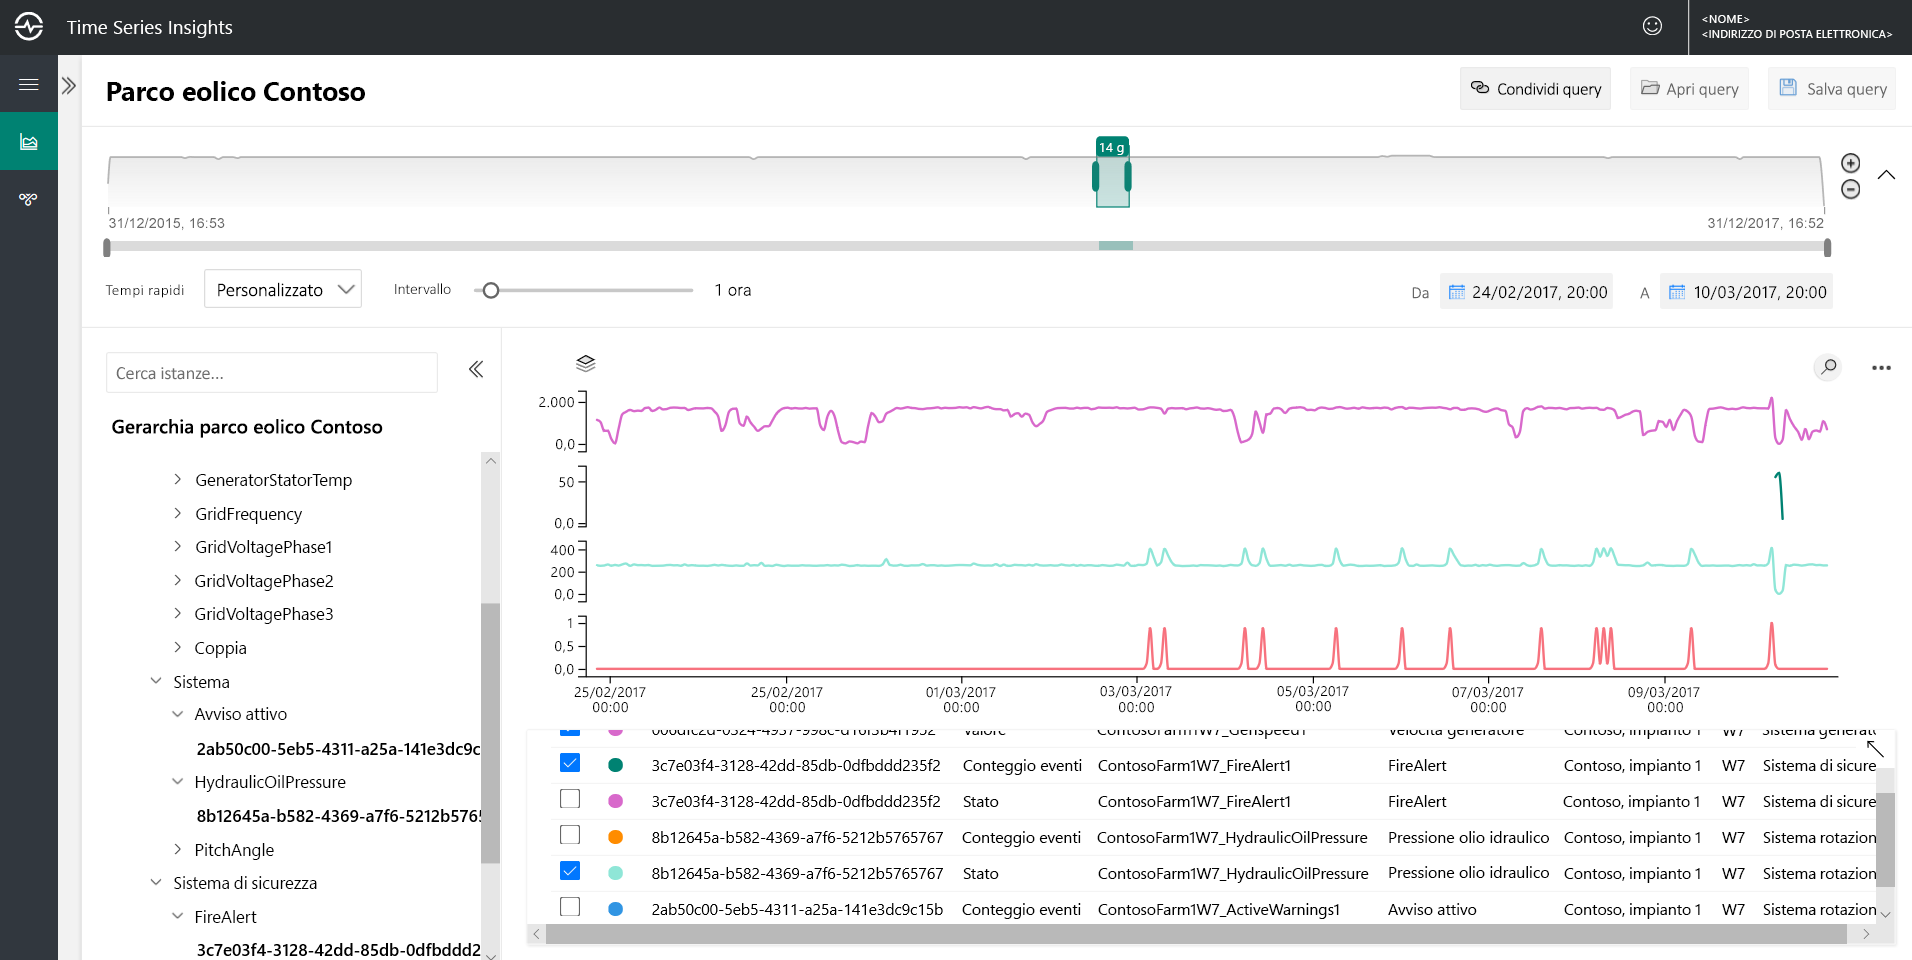 Time Series Insights
<NOME>
<INDIRIZZO DI POSTA ELETTRONICA>
Parco eolico Contoso
Condividi query
Apri query
Salva query
14 g
31/12/2015, 16:53
31/12/2017, 16:52
Tempi rapidi
Personalizzato
Intervallo
1 ora
Da
24/02/2017, 20:00
A
10/03/2017, 20:00
Cerca istanze...
Gerarchia parco eolico Contoso
GeneratorStatorTemp
GridFrequency
GridVoltagePhase1
GridVoltagePhase2
GridVoltagePhase3
Coppia
Sistema
Avviso attivo
2ab50c00-5eb5-4311-a25a-141e3dc9c
HydraulicOilPressure
8b12645a-b582-4369-a7f6-5212b576
PitchAngle
Sistema di sicurezza
FireAlert
3c7e03f4-3128-42dd-85db-0dfbddd2
2.000
0,0
50
0,0
400
200
0,0
1
0,5
0,0
25/02/2017 00:00
25/02/2017 00:00
01/03/2017 00:00
03/03/2017 00:00
05/03/2017 00:00
07/03/2017 00:00
09/03/2017 00:00
Valore ContosoFarm1W7_GenSpeed1 Velocità generatore Contoso, impianto 1 W7 Sistema generat
3c7e03f4-3128-42dd-85db-0dfbddd235f2 Conteggio eventi ContosoFarm1W7_FireAlert1 FireAlert Contoso, impianto 1 W7 Sistema di sicure
3c7e03f4-3128-42dd-85db-0dfbddd235f2 Stato ContosoFarm1W7_FireAlert1 FireAlert Contoso, impianto 1 W7 Sistema di sicure
8b12645a-b582-4369-a7f6-5212b5765767 Conteggio eventi ContosoFarm1W7_HydraulicOilPressure Pressione olio idraulico Contoso, impianto 1 W7 Sistema rotazion
8b12645a-b582-4369-a7f6-5212b5765767 Stato ContosoFarm1W7_HydraulicOilPressure Pressione olio idraulico Contoso, impianto 1 W7 Sistema rotazion
2ab50c00-5eb5-4311-a25a-141e3dc9c15b Conteggio eventi ContosoFarm1W7_ActiveWarnings1 Avviso attivo Contoso, impianto 1 W7 Sistema rotazion